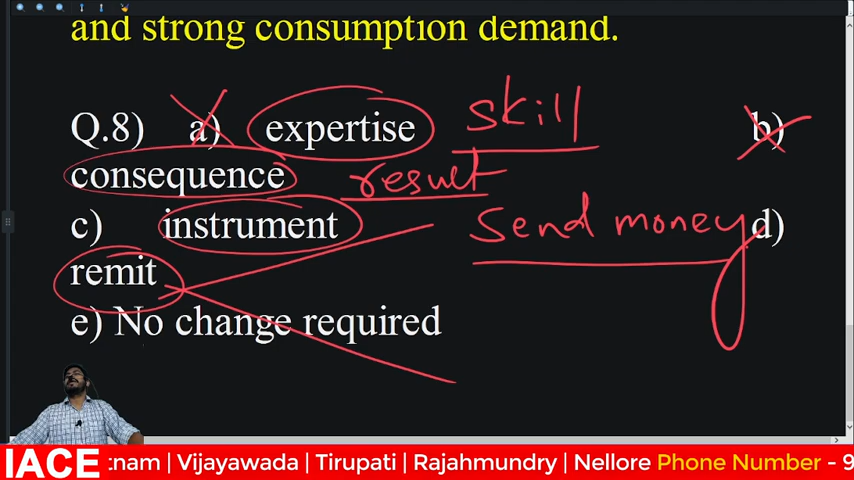 and strong consumption demand.
Q.8) a) expertise skill b)
consequence result
c) instrument send money d)
remit
e) No change required
IACE tnam | Vijayawada | Tirupati | Rajahmundry | Nellore Phone Number - 9